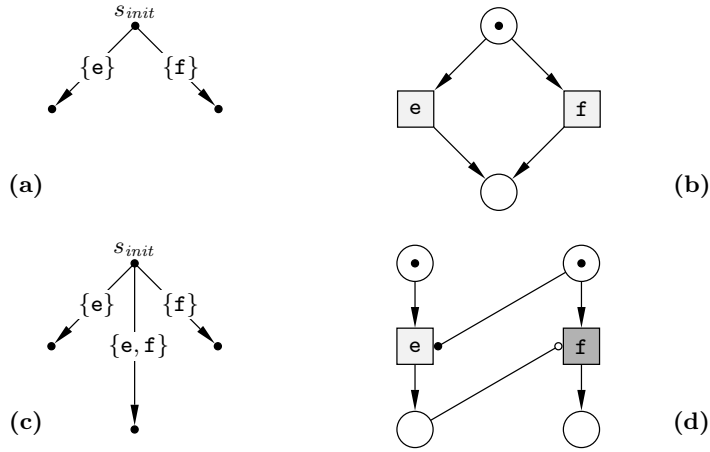 s_init
{e} {f}
e f
(a) (b)
s_init
{e} {f}
{e, f} e f
(c) (d)